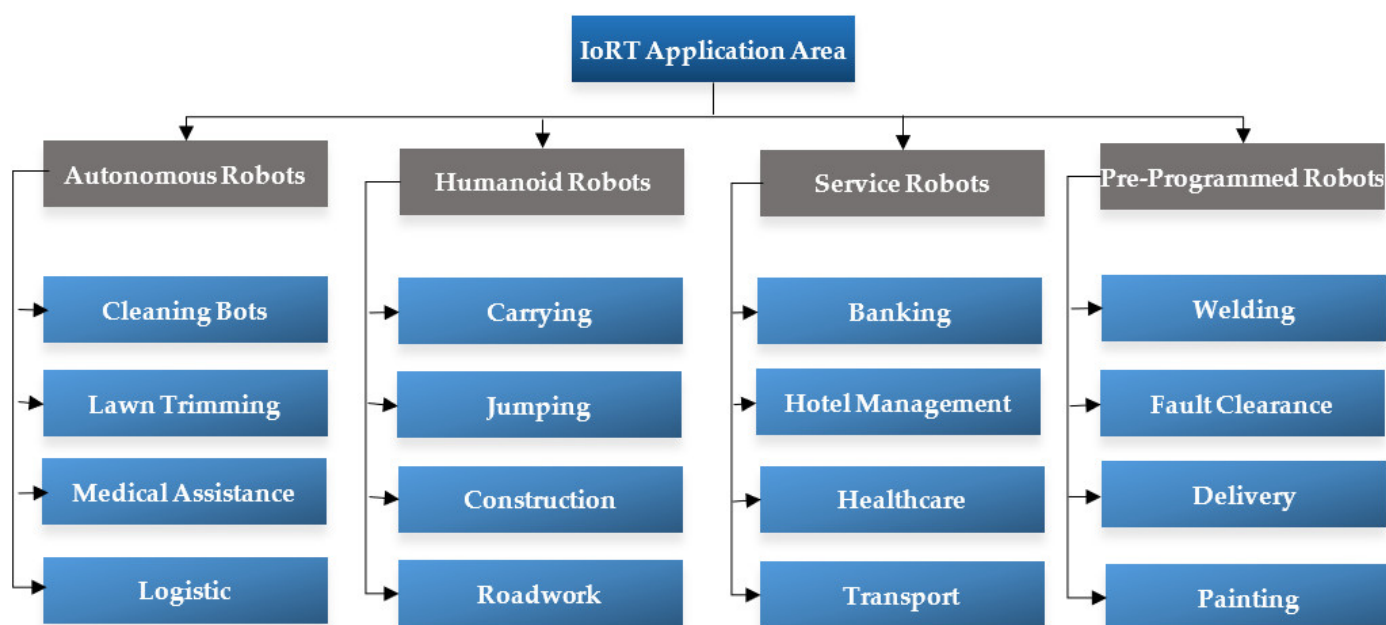 IoRT Application Area
Autonomous Robots
Humanoid Robots
Service Robots
Pre-Programmed Robots
Cleaning Bots
Carrying
Banking
Welding
Lawn Trimming
Jumping
Hotel Management
Fault Clearance
Medical Assistance
Construction
Healthcare
Delivery
Logistic
Roadwork
Transport
Painting